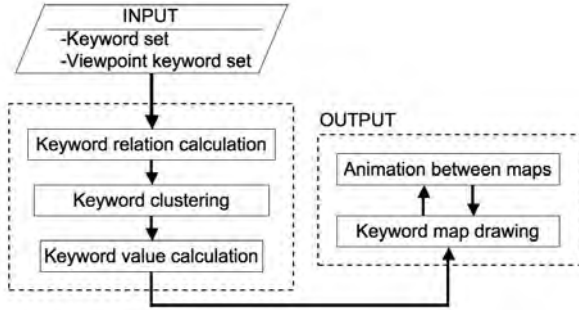 INPUT
-Keyword set
-Viewpoint keyword set
Keyword relation calculation
Keyword clustering
Keyword value calculation
OUTPUT
Animation between maps
Keyword map drawing